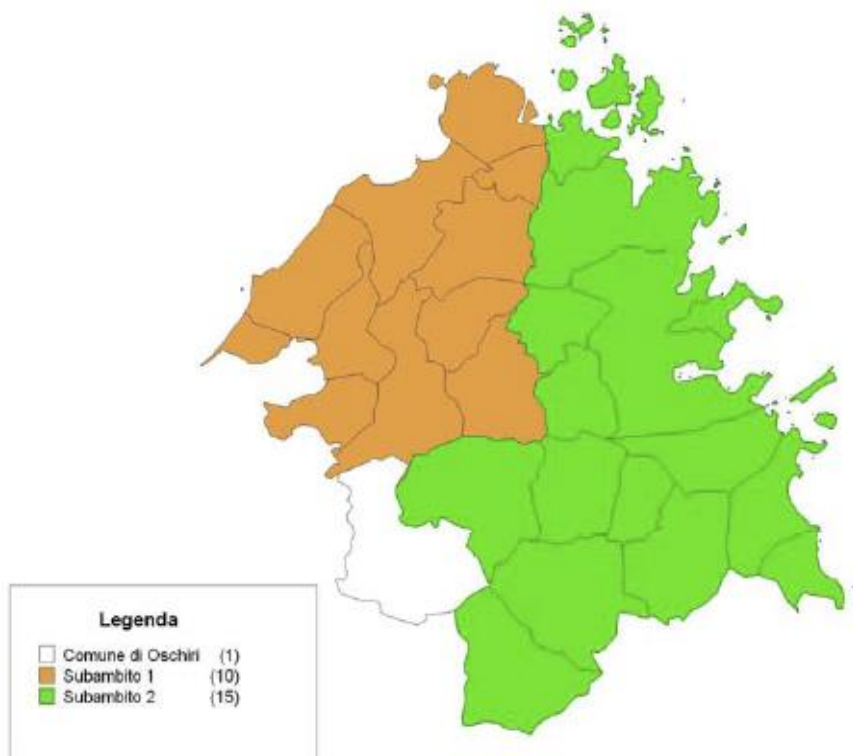 Legenda
Comune di Oschiri (1)
Subambito 1 (10)
Subambito 2 (15)